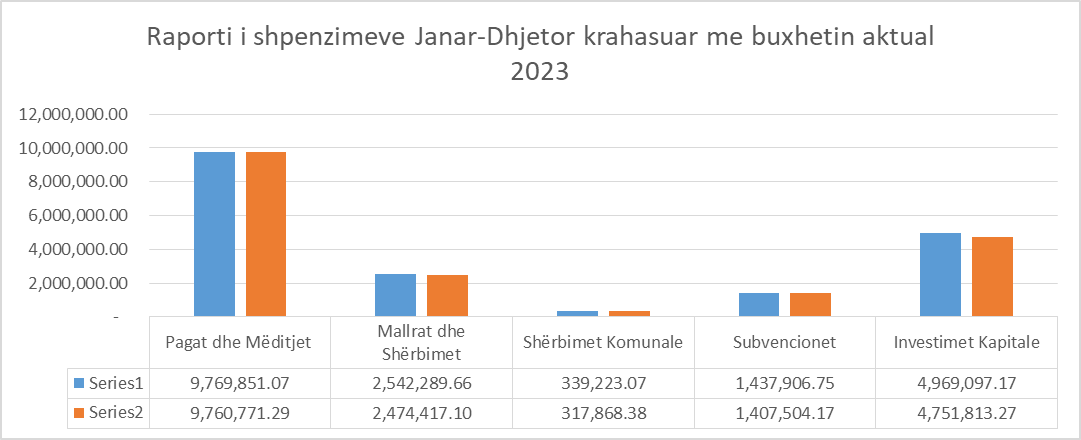 Raporti i shpenzimeve Janar-Dhjetor krahasuar me buxhetin aktual
2023
12,000,000.00
10,000,000.00
8,000,000.00
6,000,000.00
4,000,000.00
2,000,000.00
-
Pagat dhe Mëditjet
Mallrat dhe
Shërbimet
Shërbimet Komunale
Subvencionet
Investimet Kapitale
Series1 9,769,851.07 2,542,289.66 339,223.07 1,437,906.75 4,969,097.17
Series2 9,760,771.29 2,474,417.10 317,868.38 1,407,504.17 4,751,813.27